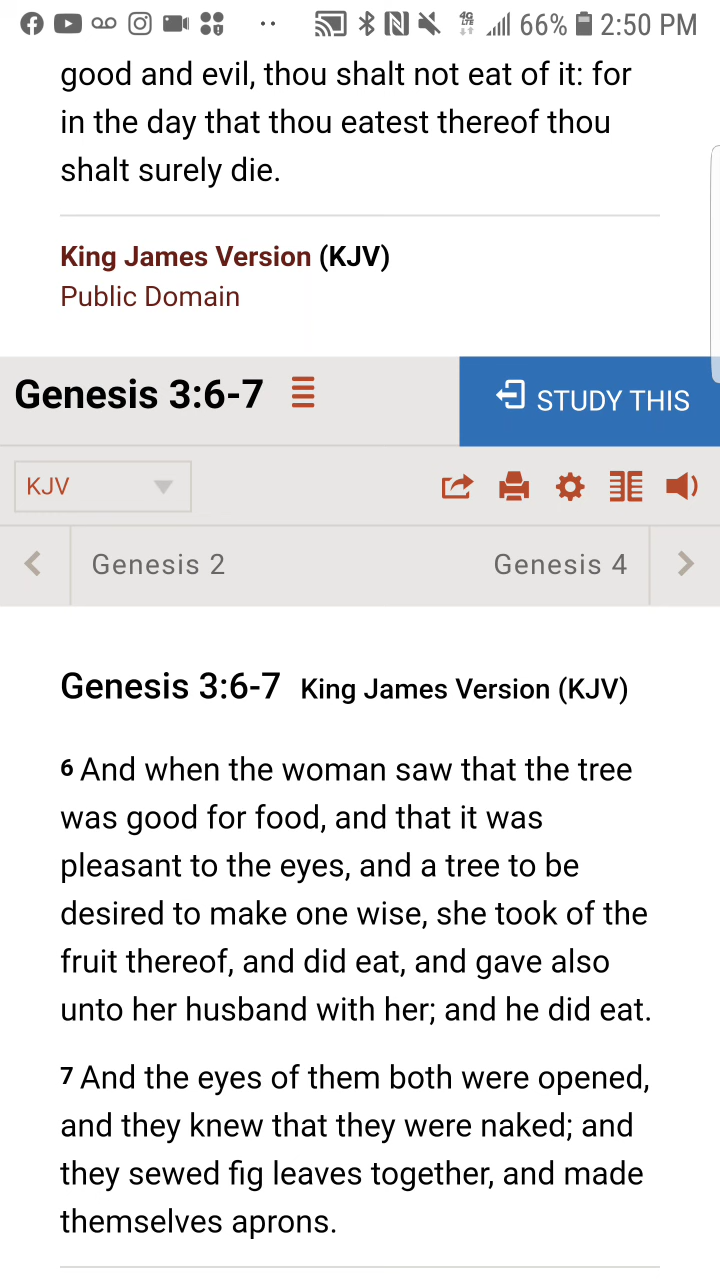 66% 2:50 PM
good and evil, thou shalt not eat of it: for
in the day that thou eatest thereof thou
shalt surely die.
King James Version (KJV)
Public Domain
Genesis 3:6-7
STUDY THIS
KJV
Genesis 2
Genesis 4
Genesis 3:6-7 King James Version (KJV)
6 And when the woman saw that the tree
was good for food, and that it was
pleasant to the eyes, and a tree to be
desired to make one wise, she took of the
fruit thereof, and did eat, and gave also
unto her husband with her; and he did eat.
7 And the eyes of them both were opened,
and they knew that they were naked; and
they sewed fig leaves together, and made
themselves aprons.